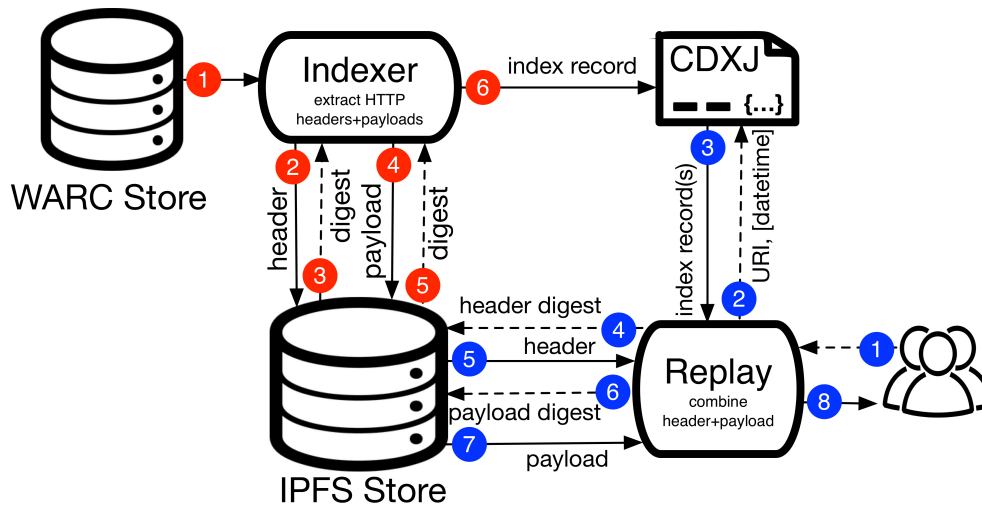 1
Indexer
extract HTTP
headers+payloads
6
index record
CDXJ
{...}
WARC Store
2
header
3
digest
4
payload
5
digest
3
index record(s)
2
URI, [datetime]
header digest
4
5
header
6
payload digest
7
payload
Replay
combine
header+payload
1
8
IPFS Store